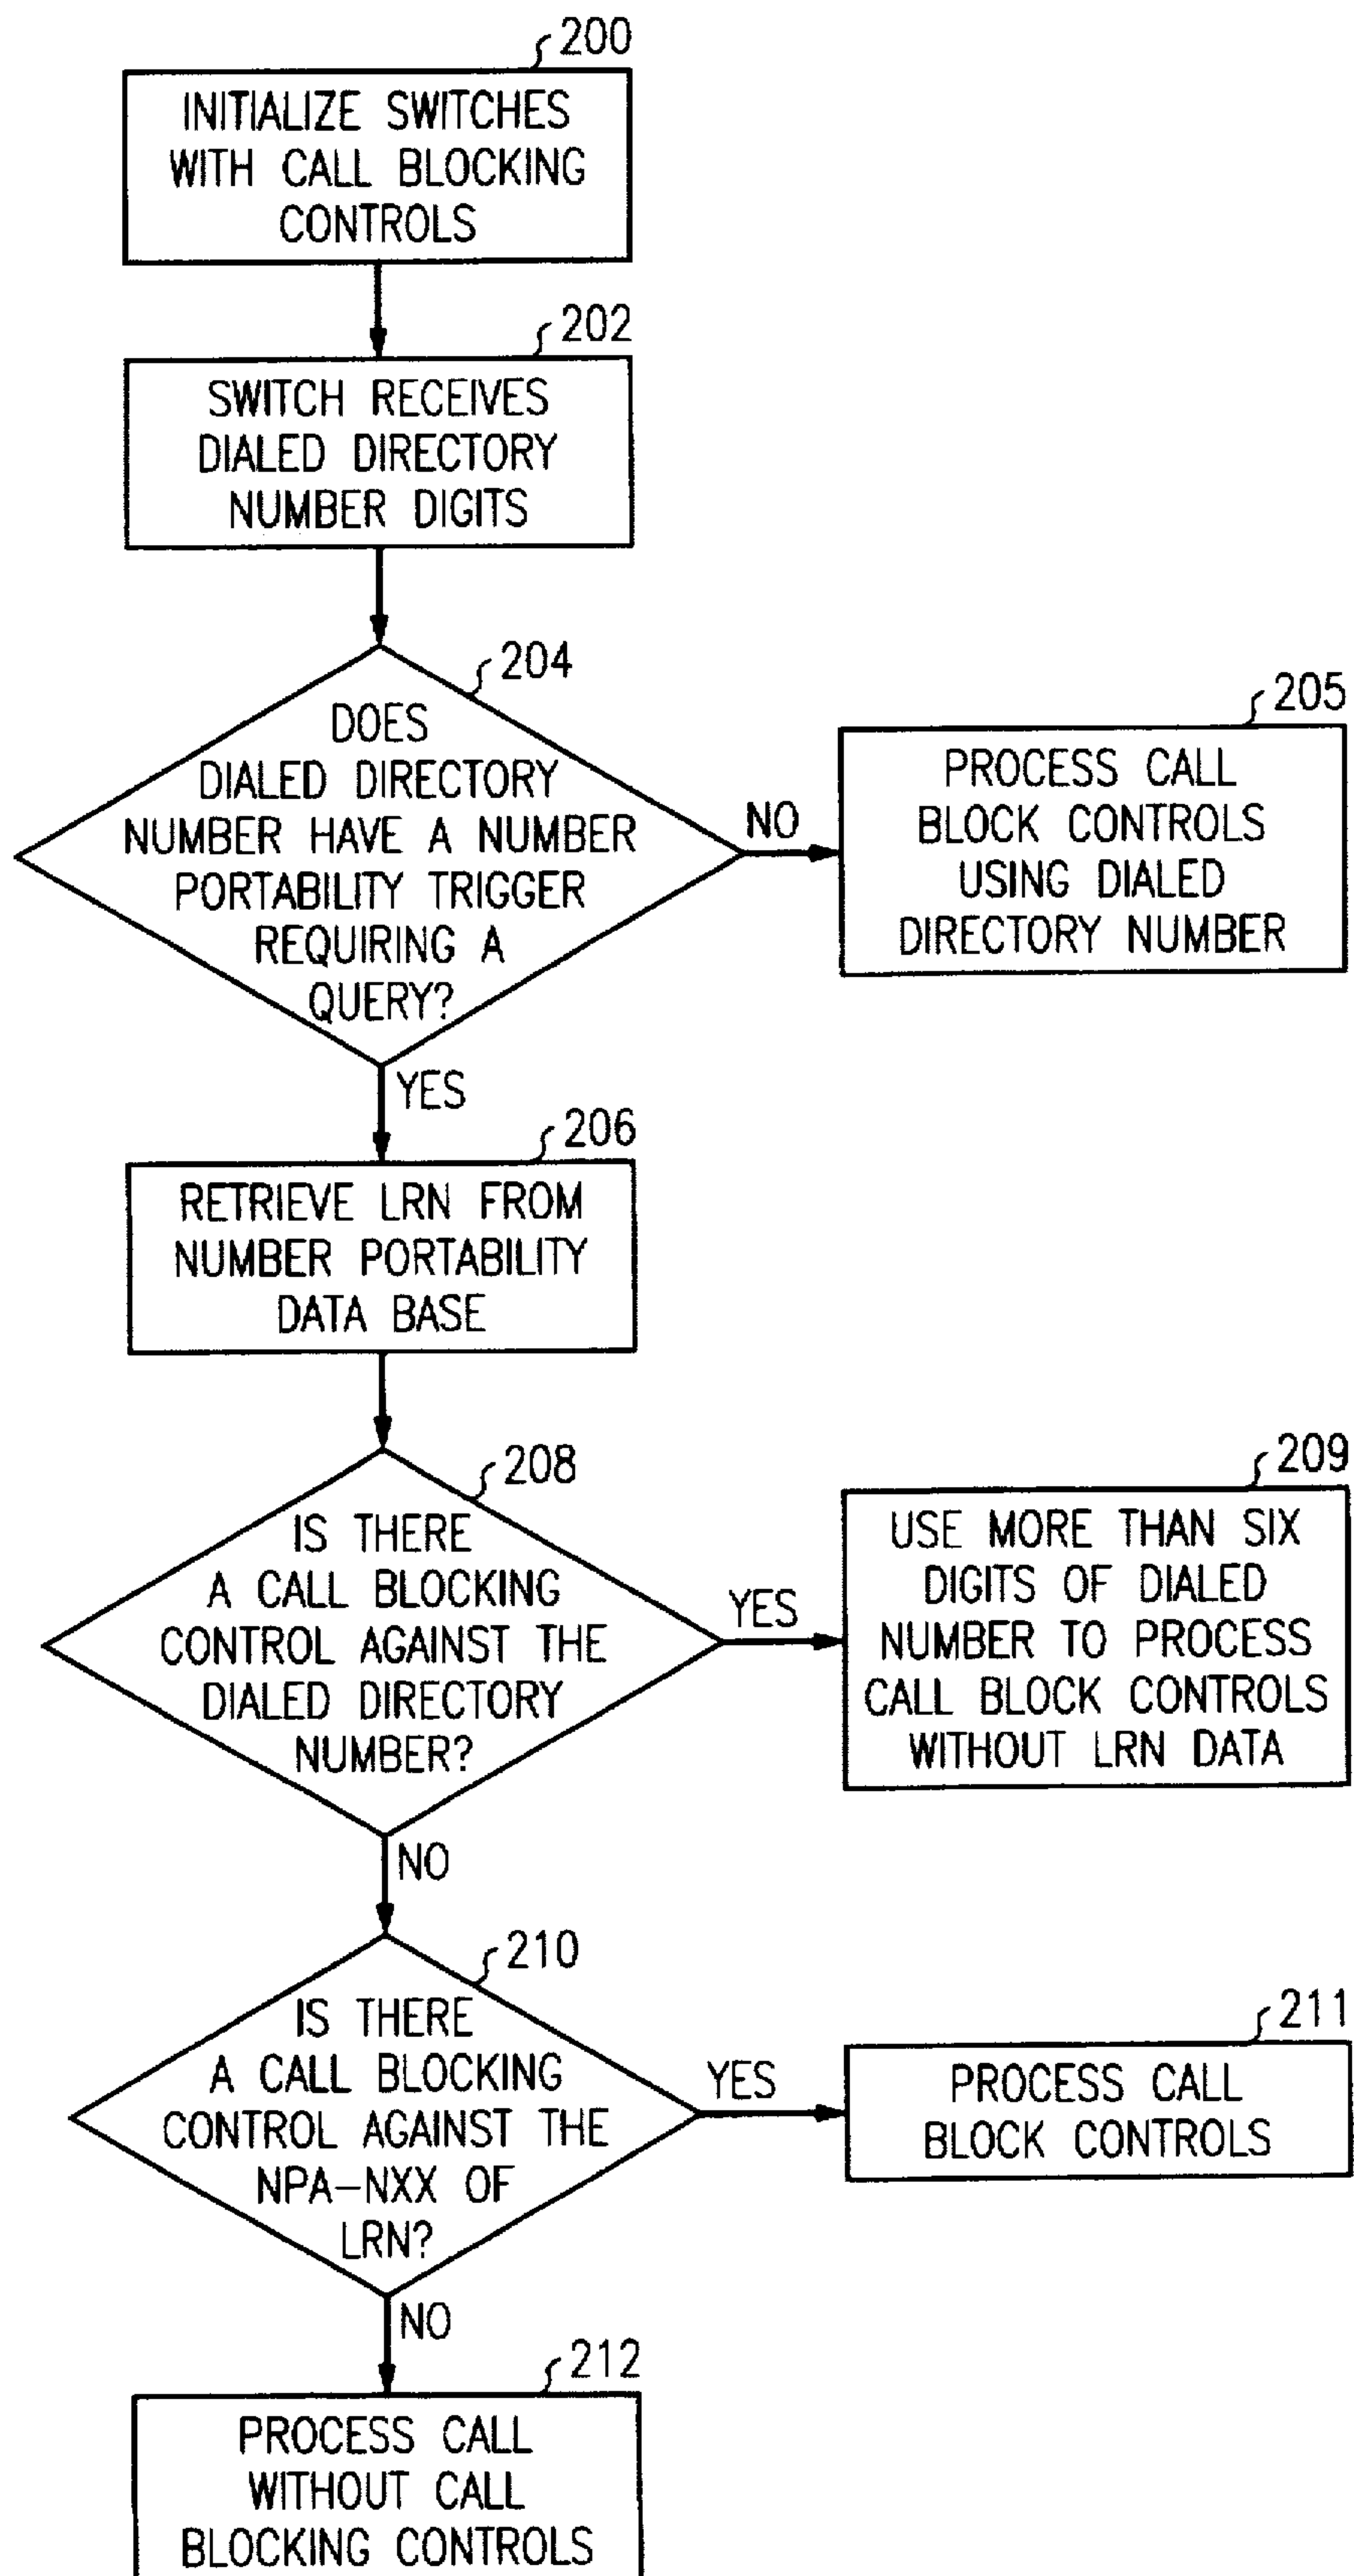 200
INITIALIZE SWITCHES
WITH CALL BLOCKING
CONTROLS
202
SWITCH RECEIVES
DIALED DIRECTORY
NUMBER DIGITS
204
DOES
DIALED DIRECTORY
NUMBER HAVE A NUMBER
PORTABILITY TRIGGER
REQUIRING A
QUERY?
NO
205
PROCESS CALL
BLOCK CONTROLS
USING DIALED
DIRECTORY NUMBER
YES
206
RETRIEVE LRN FROM
NUMBER PORTABILITY
DATA BASE
208
IS THERE
A CALL BLOCKING
CONTROL AGAINST THE
DIALED DIRECTORY
NUMBER?
YES
209
USE MORE THAN SIX
DIGITS OF DIALED
NUMBER TO PROCESS
CALL BLOCK CONTROLS
WITHOUT LRN DATA
NO
210
IS THERE
A CALL BLOCKING
CONTROL AGAINST THE
NPA-NXX OF
LRN?
YES
211
PROCESS CALL
BLOCK CONTROLS
NO
212
PROCESS CALL
WITHOUT CALL
BLOCKING CONTROLS